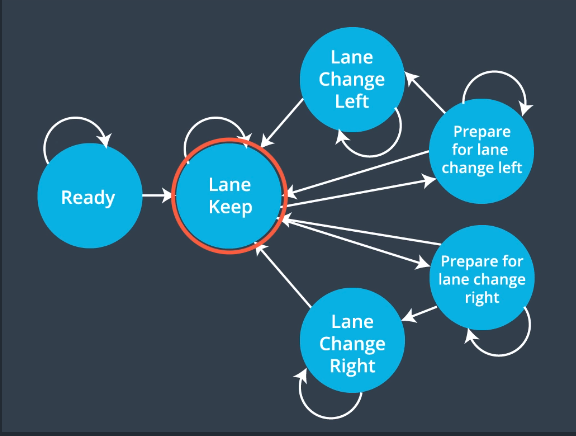 Lane
Change
Left
Prepare
for lane
change left
Ready
Lane
Keep
Prepare for
lane change
right
Lane
Change
Right